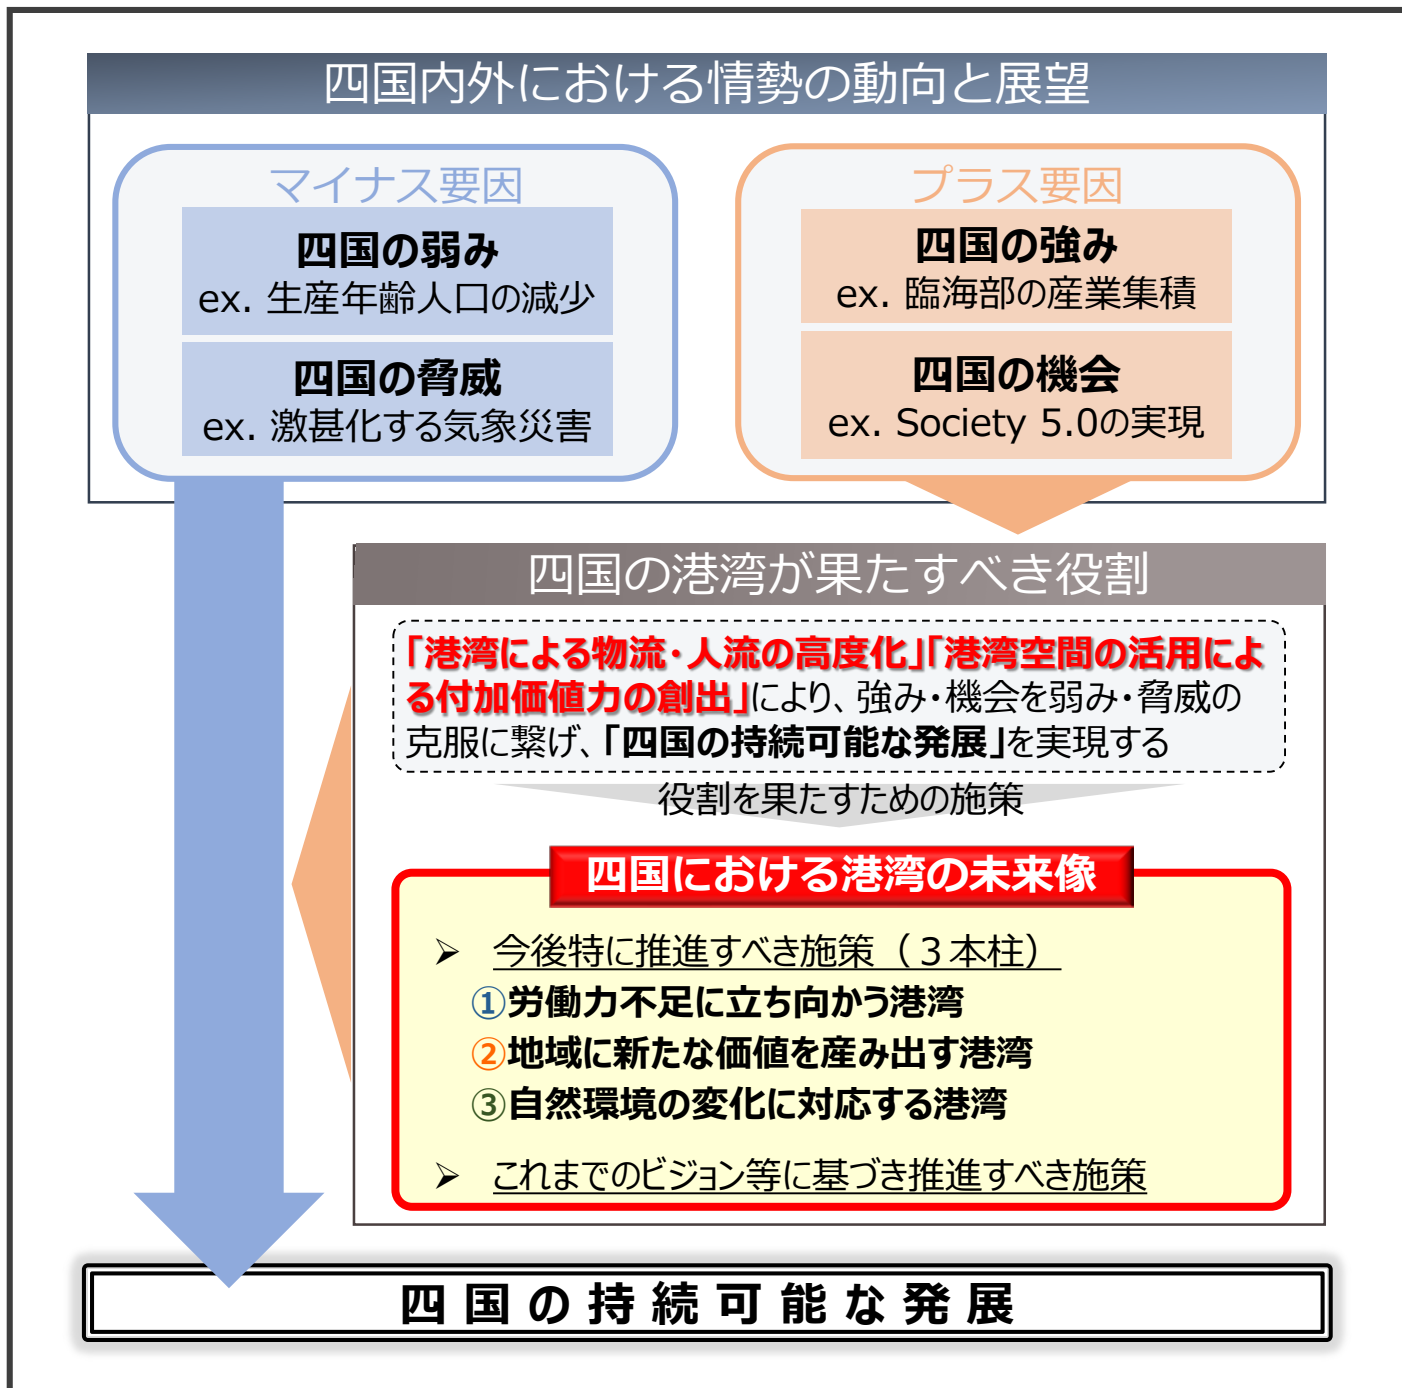 四国内外における情勢の動向と展望
マイナス要因
四国の弱み
ex. 生産年齢人口の減少
四国の脅威
ex. 激甚化する気象災害
プラス要因
四国の強み
ex. 臨海部の産業集積
四国の機会
ex. Society 5.0の実現
四国の港湾が果たすべき役割
「港湾による物流・人流の高度化」「港湾空間の活用によ
る付加価値力の創出」により、強み・機会を弱み・脅威の
克服に繋げ、「四国の持続可能な発展」を実現する
役割を果たすための施策
四国における港湾の未来像
➢ 今後特に推進すべき施策（３本柱）
①労働力不足に立ち向かう港湾
②地域に新たな価値を産み出す港湾
③自然環境の変化に対応する港湾
➢ これまでのビジョン等に基づき推進すべき施策
四国の持続可能な発展